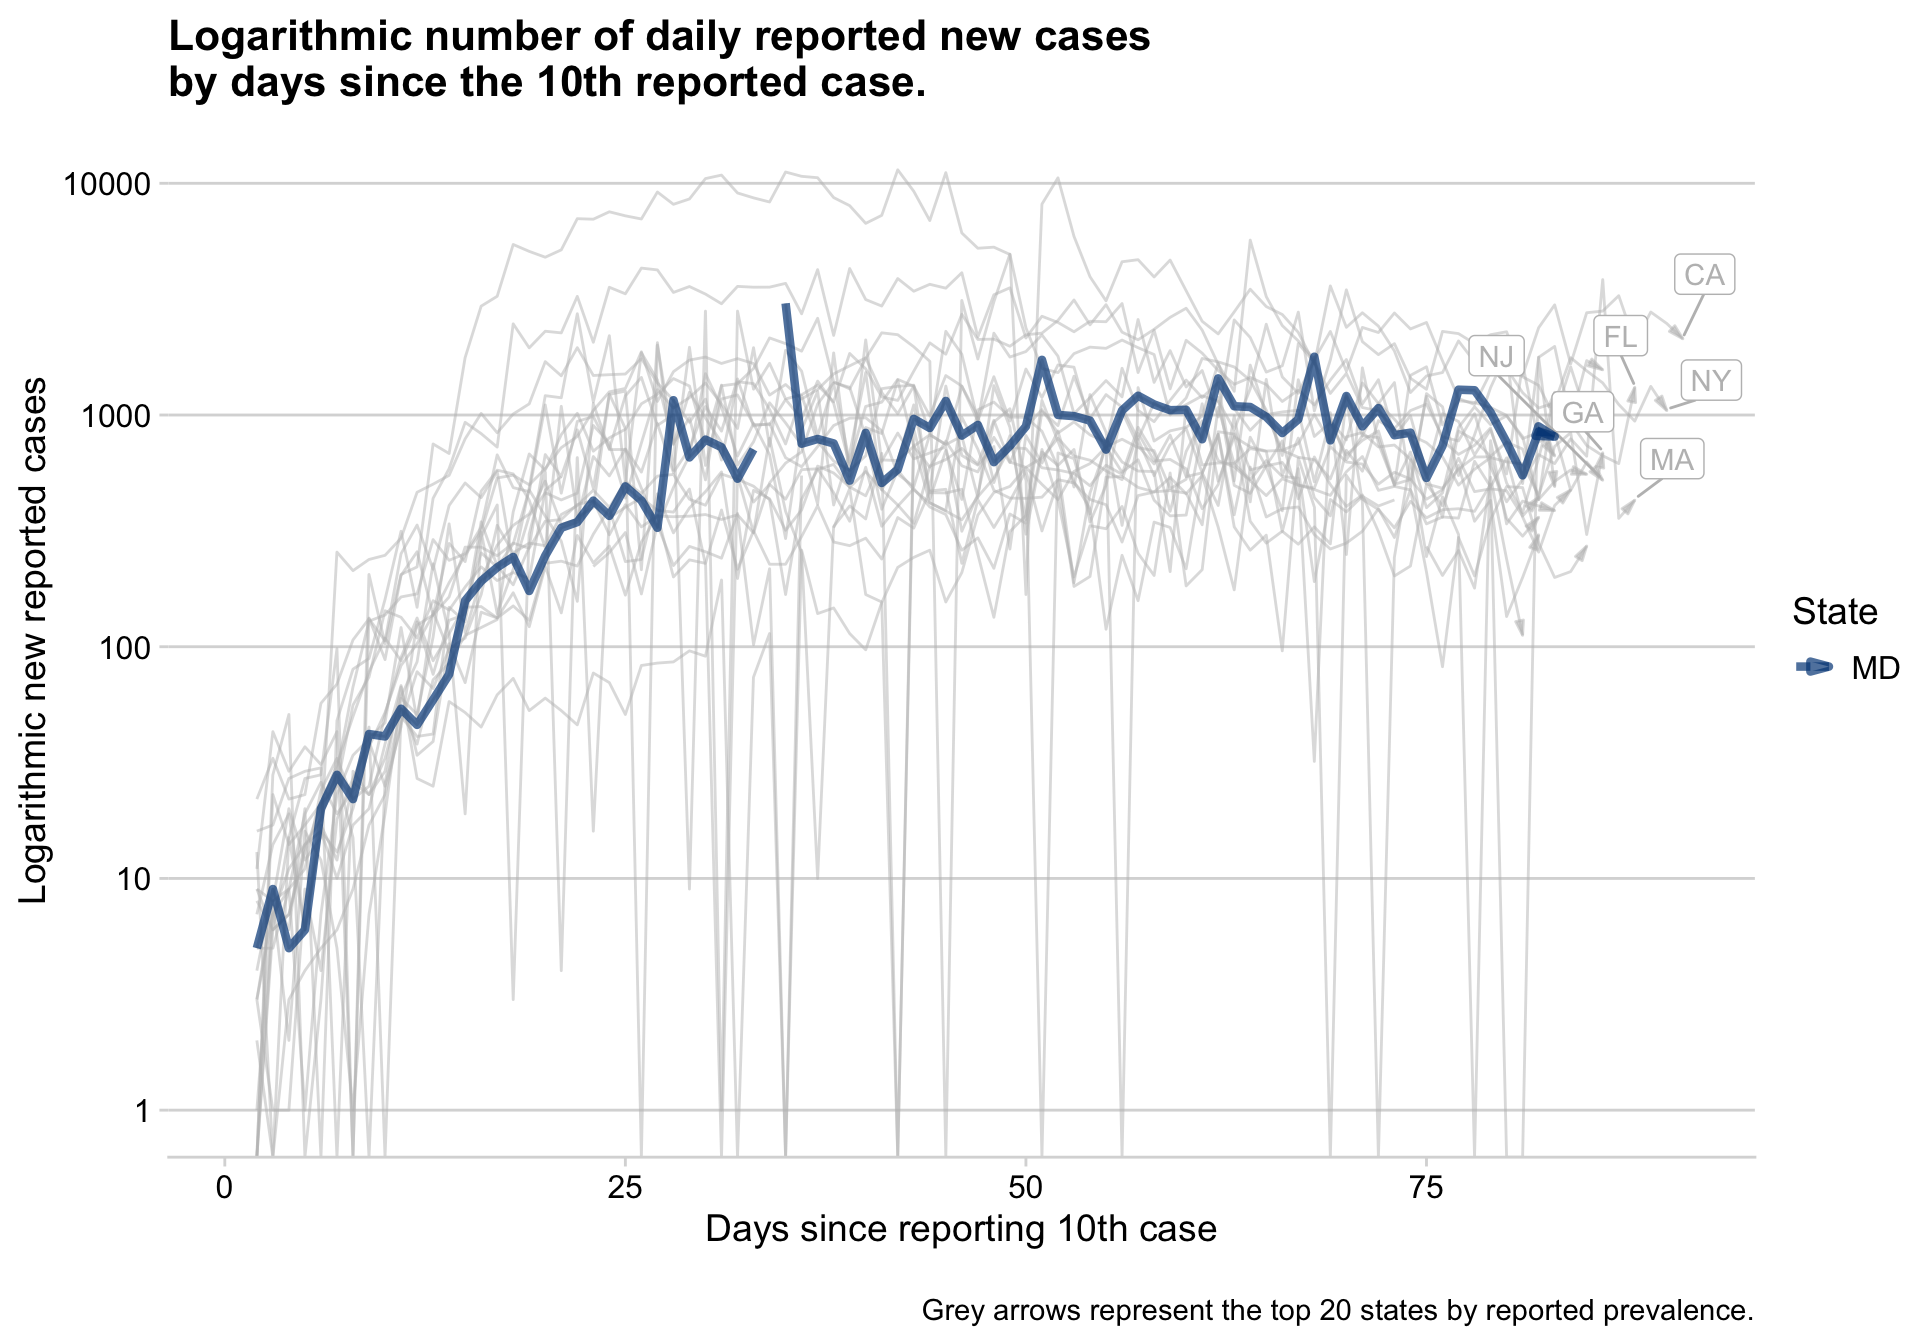 Logarithmic number of daily reported new cases
by days since the 10th reported case.
Logarithmic new reported cases
10000
1000
100
10
1
CA
FL
NJ
NY
GA
MA
State
MD
0
25
50
75
Days since reporting 10th case
Grey arrows represent the top 20 states by reported prevalence.